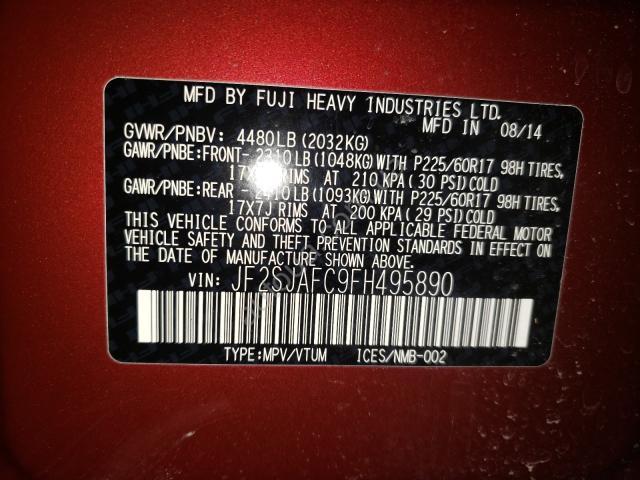 MFD BY FUJI HEAVY INDUSTRIES LTD.
MFD IN 08/14
GVWR/PNBV: 4480LB (2032KG)
GAWR/PNBE:FRONT- 2310LB (1048KG) WITH P225/60R17 98H TIRES,
RIMS AT 210 KPA (30 PSI) COLD
GAWR/PNBE:REAR - 2410LB (1093KG) WITH P225/60R17 98H TIRES,
17X7J RIMS AT 200 KPA (29 PSI) COLD
THIS VEHICLE CONFORMS TO ALL APPLICABLE FEDERAL MOTOR
VEHICLE SAFETY AND THEFT PREVENTION STANDARDS IN EFFECT ON
THE DATE OF MANUFACTURE SHOWN ABOVE.
VIN: JF2SJAFC9FH495890
TYPE:MPV/VTUM ICES/NMB-002